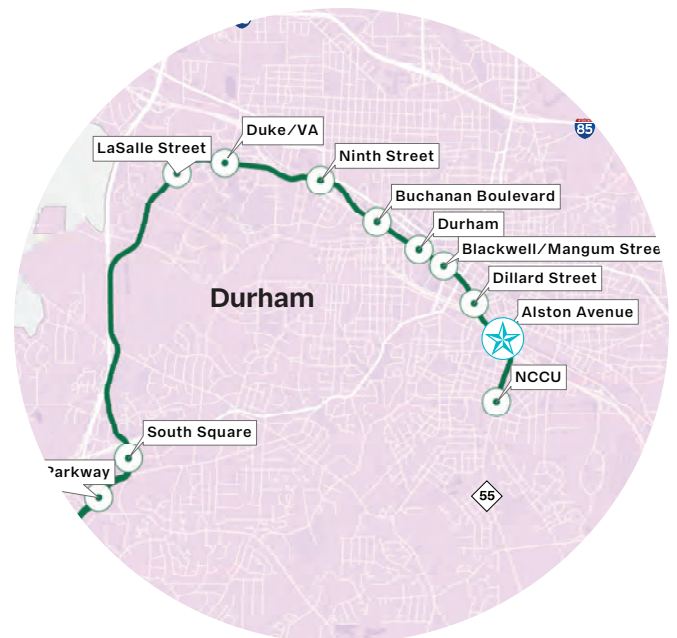 85
Duke/VA
LaSalle Street
Ninth Street
Buchanan Boulevard
Durham
Blackwell/Mangum Stree
Dillard Street
Durham
Alston Avenue
NCCU
South Square
Parkway
55